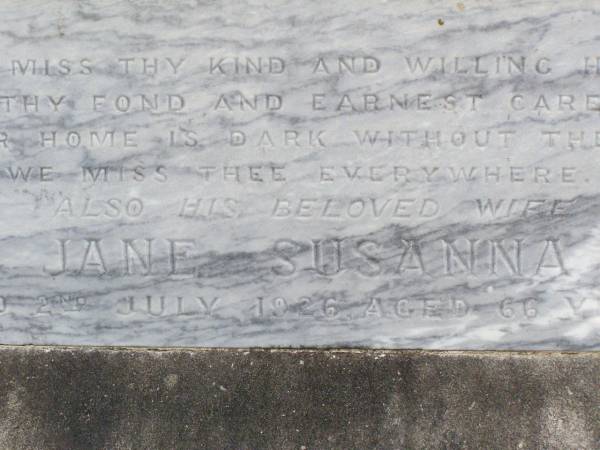 MISS THY KIND AND WILLING H
THY FOND AND EARNEST CARE
R HOME IS DARK WITHOUT THE
WE MISS THEE EVERYWHERE.
ALSO HIS BELOVED WIFE
JANE SUSANNA
D 2ND JULY 1926 AGED 66 Y